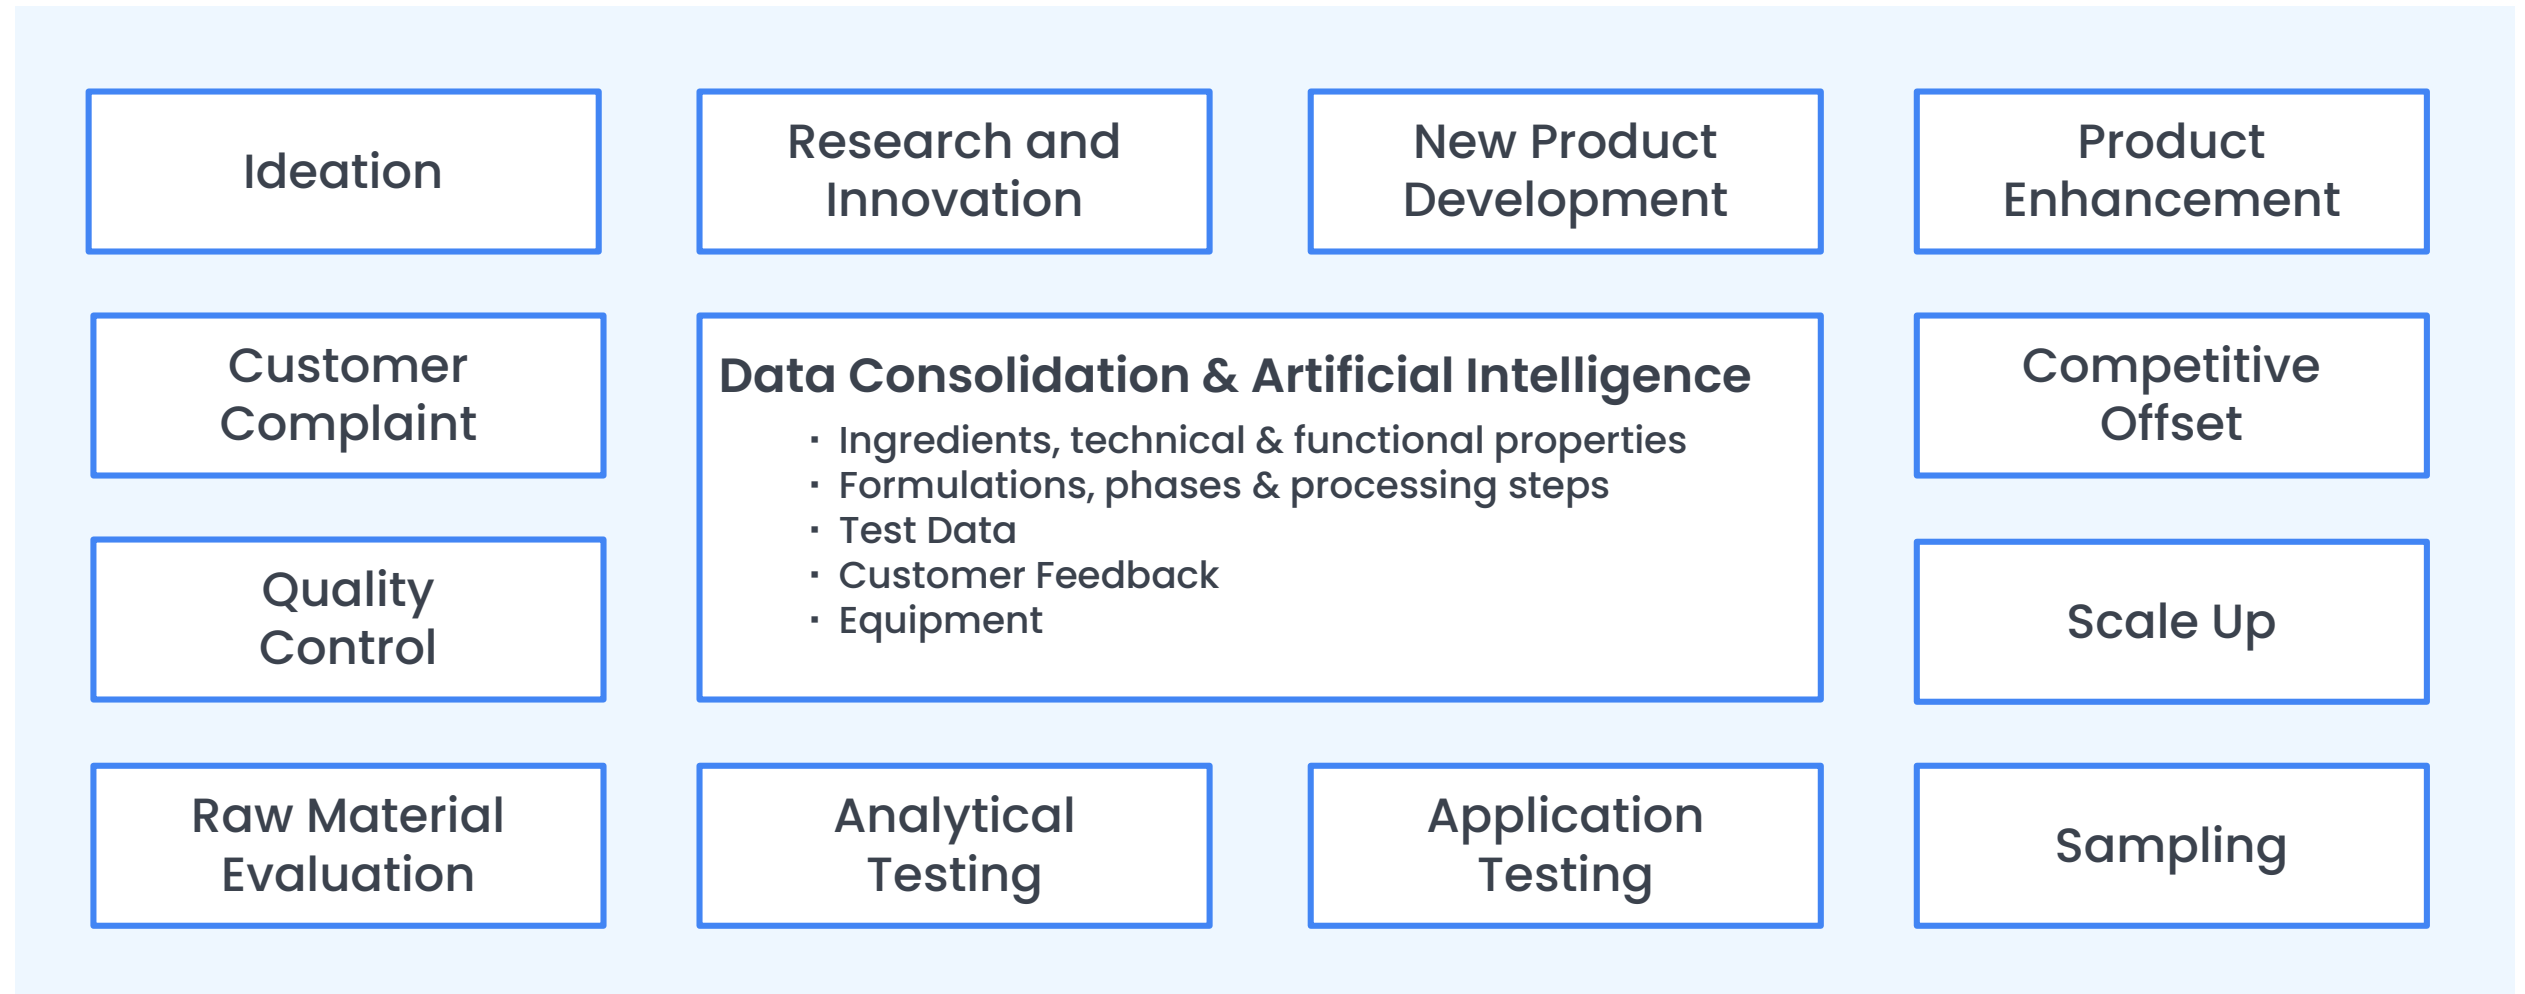 Ideation
Research and
Innovation
New Product
Development
Product
Enhancement
Customer
Complaint
Data Consolidation & Artificial Intelligence
▪ Ingredients, technical & functional properties
▪ Formulations, phases & processing steps
▪ Test Data
▪ Customer Feedback
▪ Equipment
Competitive
Offset
Quality
Control
Scale Up
Raw Material
Evaluation
Analytical
Testing
Application
Testing
Sampling